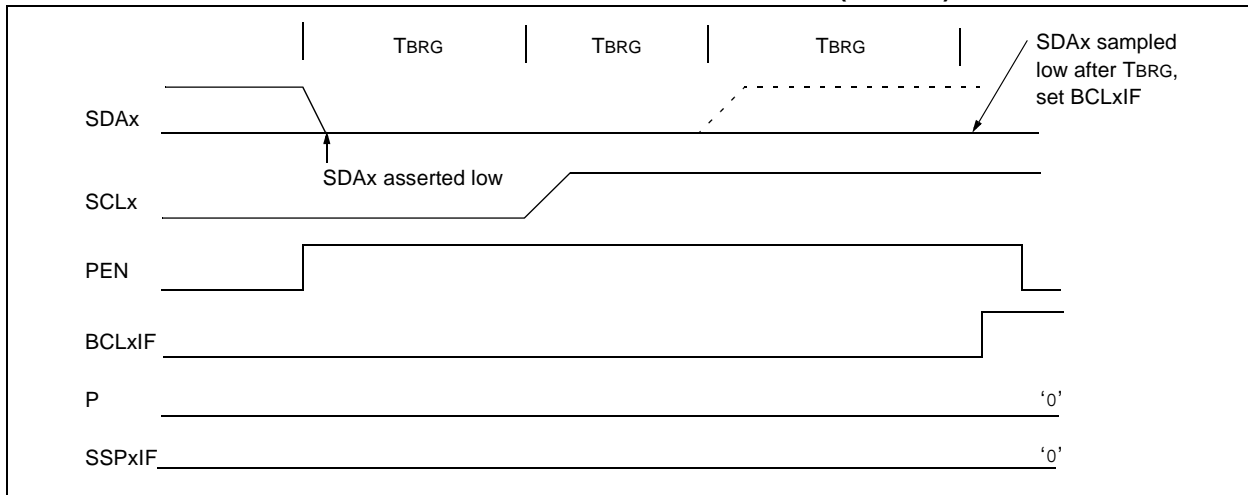 TBRG TBRG TBRG
SDAx sampled
low after TBRG,
set BCLxIF
SDAx
SDAx asserted low
SCLx
PEN
BCLxIF
P
‘0’
SSPxIF
‘0’